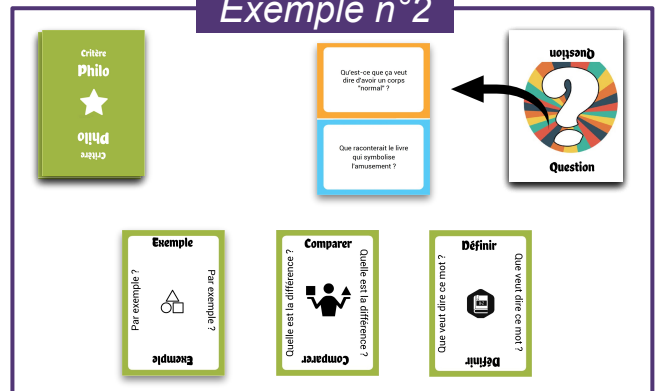 Exemple n°2
Critère
Philo
Philo
Critère
Qu'est-ce que ça veut
dire d'avoir un corps
"normal" ?
Que raconterait le livre
qui symbolise
l'amusement ?
Question
Question
Exemple
Par exemple ?
Par exemple ?
Exemple
Comparer
Quelle est la différence ?
Quelle est la différence ?
Comparer
Définir
Que veut dire ce mot ?
Que veut dire ce mot ?
Définir